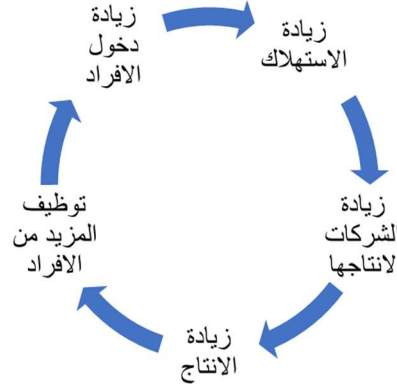 زيادة
دخول
الافراد
زيادة
الاستهلاك
زيادة
لشركات
لانتاجها
زيادة
الانتاج
توظيف
المزيد من
الافراد